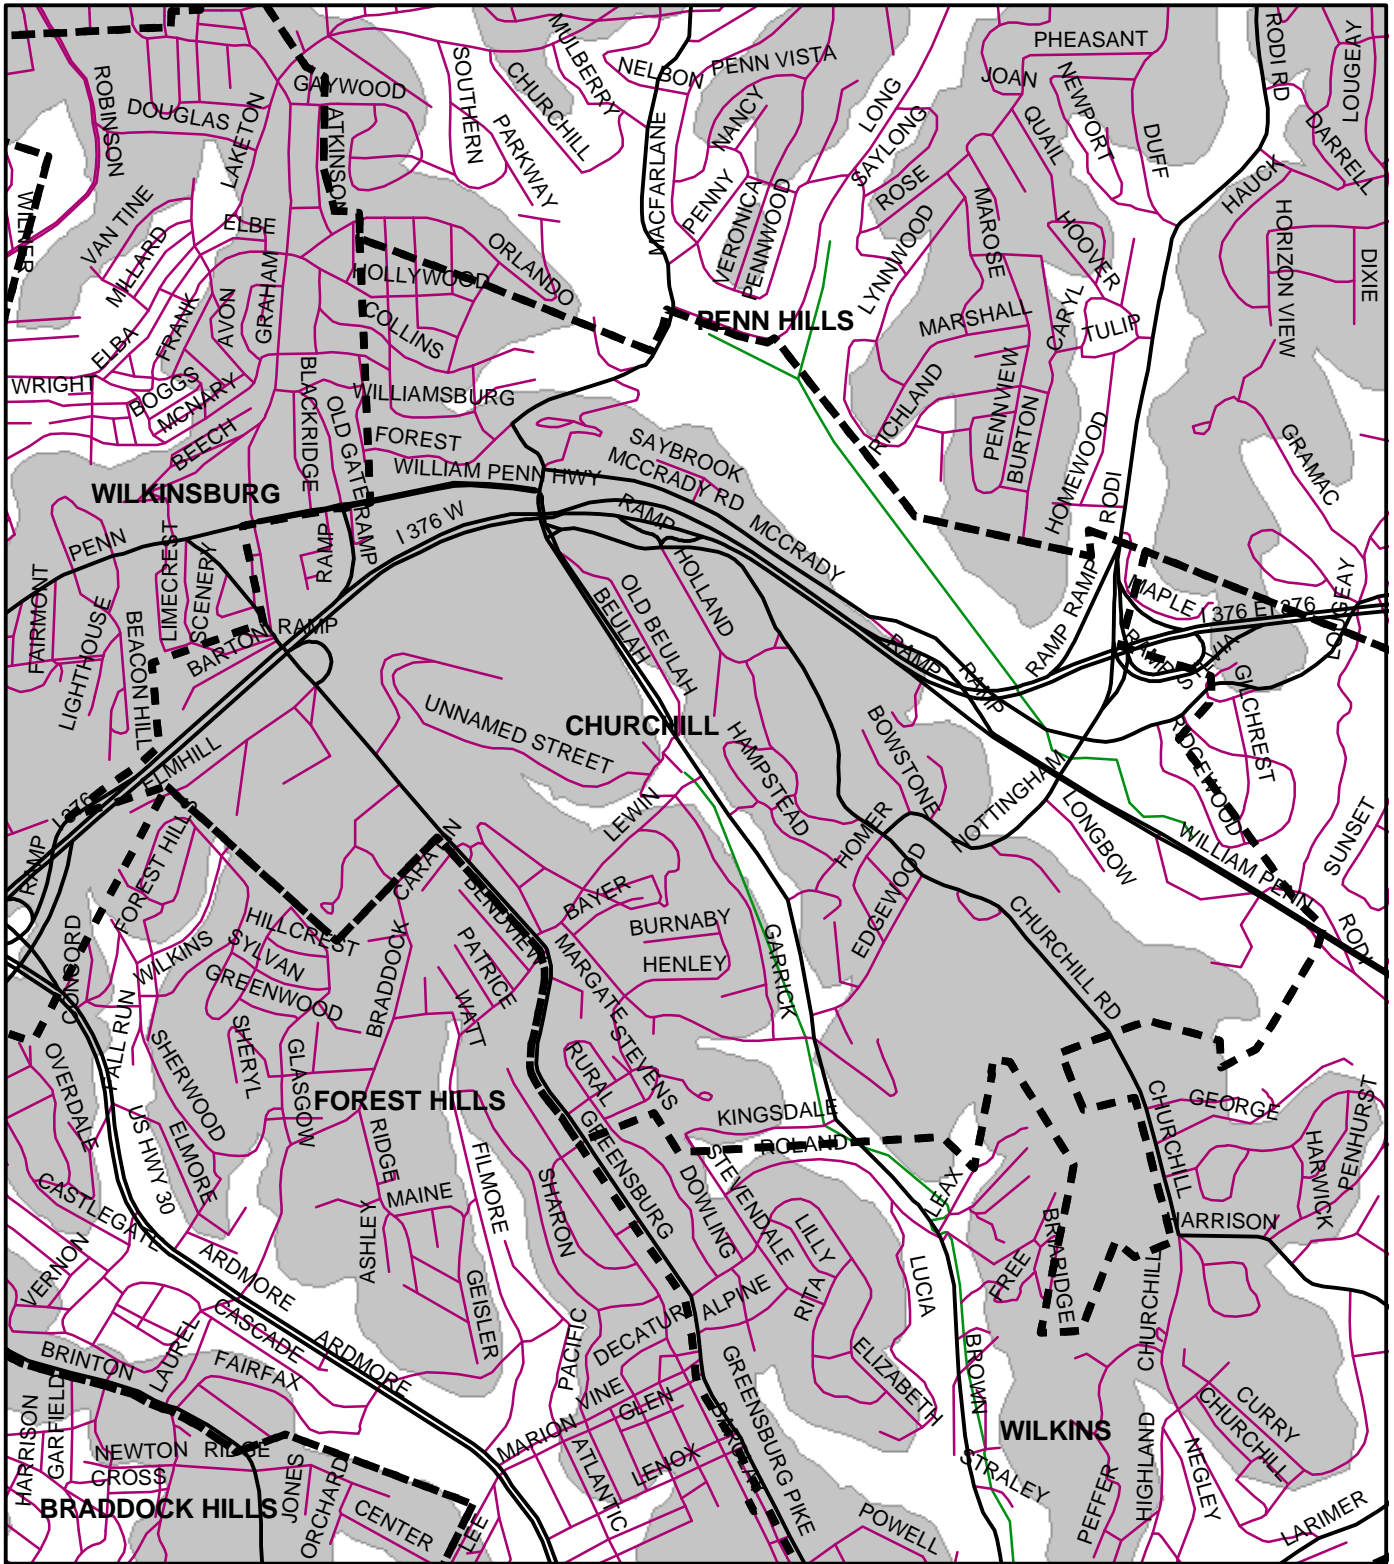 PHEASANT
RODI RD
LOUGEAY
MULBERRY
SOUTHERN
CHURCHILL
NELBON
PENN VISTA
JOAN
NEWPORT
ROBINSON
GAYWOOD
DOUGLAS
LAKETON
ATKINSON
PARKWAY
MACFARLANE
NANCY
LONG
SAYLONG
QUAIL
DUFF
DARRELL
HAUCK
WILNER
VAN TINE
MILLARD
ELBE
ORLANDO
PENNY
VERONICA
PENNWOOD
ROSE
LYNNWOOD
MAROSE
HOOVER
HORIZON VIEW
DIXIE
HOLLYWOOD
COLLINS
GRAHAM
AVON
FRANK
ELBA
PENN HILLS
MARSHALL
CARYL
TULIP
WRIGHT
BOGGS
MCNARY
BEECH
BLACKRIDGE
OLD GATE
WILLIAMSBURG
FOREST
RICHLAND
PENNVIEW
BURTON
HOMEWOOD
GRAMAC
SAYBROOK
MCCRADY RD
WILLIAM PENN HWY
WILKINSBURG
RODI
RAMP
RAMP
I 376 W
RAMP
MCCRADY
PENN
LIMECREST
SCENERY
FAIRMONT
LIGHTHOUSE
BEACON HILL
BARTON
RAMP
BEULAH
OLD BEULAH
HOLLAND
RAMP
RAMP
RAMP
RAMP
MAPLE
I 376 E
I 376
LOUGEAY
RAMPS
GILCHREST
UNNAMED STREET
CHURCHILL
HAMPSTEAD
BOWSTONE
RIDGEWOOD
ELMHILL
I 376
RAMP
FOREST HILLS
LEWIN
HOMER
NOTTINGHAM
LONGBOW
WILLIAM PENN
SUNSET
CARA
N
BENDVIEW
BAYER
BURNABY
HENLEY
EDGEWOOD
CHURCHILL RD
RODI
CONCORD
WILKINS
HILLCREST
SYLVAN
GREENWOOD
BRADDOCK
PATRICE
WATT
MARGATE
STEVENS
GARRICK
FALL RUN
OVERDALE
SHERWOOD
SHERYL
GLASGOW
RURAL
FOREST HILLS
KINGSDALE
ROLAND
CHURCHILL
GEORGE
HARWICK
PENHURST
US HWY 30
ELMORE
RIDGE
MAINE
ASHLEY
FILMORE
SHARON
GREENSBURG
DOWLING
STEVENDALE
LILLY
RITA
LEAX
HARRISON
CASTLEGATE
VERNON
ARDMORE
GEISLER
LUCIA
FREE
BRIARIDGE
CHURCHILL
CASCADE
LAUREL
ARDMORE
PACIFIC
DECATUR
ALPINE
ELIZABETH
BROWN
BRINTON
FAIRFAX
HARRISON
GARFIELD
MARION
VINE
GLEN
GREENSBURG PIKE
BARCLAY
CURRY
CHURCHILL
WILKINS
NEWTON
RIDGE
CROSS
JONES
ORCHARD
CENTER
LEE
ATLANTIC
LENOX
POWELL
STRALEY
PEFFER
HIGHLAND
NEGLEY
LARIMER
BRADDOCK HILLS